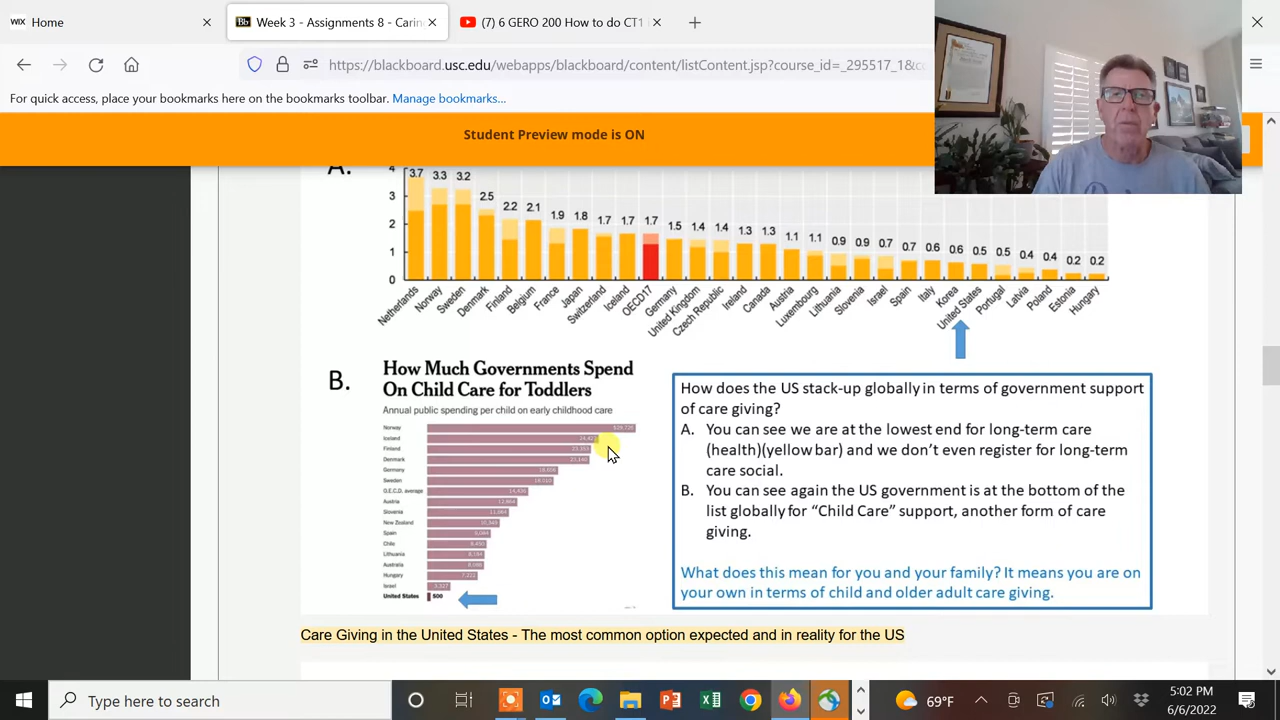 Home
Week 3 - Assignments 8 - Carin
(7) 6 GERO 200 How to do CT1
https://blackboard.usc.edu/webapps/blackboard/content/listContent.jsp?course_id=_295517_1&c
For quick access, place your bookmarks here on the bookmarks toolbar. Manage bookmarks...
Student Preview mode is ON
A.
4
3
2
1
0
3.7 3.3 3.2 2.5 2.2 2.1 1.9 1.8 1.7 1.7 1.7 1.5 1.4 1.4 1.3 1.3 1.1 1.1 0.9 0.9 0.7 0.7 0.6 0.6 0.5 0.5 0.4 0.4 0.2 0.2
Netherlands Norway Sweden Denmark Finland Belgium France Japan Switzerland Iceland OECD17 Germany United Kingdom Czech Republic Ireland Canada Austria Luxembourg Lithuania Slovenia Israel Spain Italy Korea United States Portugal Latvia Poland Estonia Hungary
B.
How Much Governments Spend
On Child Care for Toddlers
Annual public spending per child on early childhood care
Norway
Iceland
Finland
Denmark
Germany
Sweden
O.E.C.D. average
Austria
Slovenia
New Zealand
Spain
Chile
Lithuania
Australia
Hungary
Israel
United States 500
How does the US stack-up globally in terms of government support
of care giving?
A. You can see we are at the lowest end for long-term care
(health)(yellow bar) and we don't even register for long-term
care social.
B. You can see again the US government is at the bottom of the
list globally for “Child Care” support, another form of care
giving.
What does this mean for you and your family? It means you are on
your own in terms of child and older adult care giving.
Care Giving in the United States - The most common option expected and in reality for the US
Type here to search
69°F
5:02 PM
6/6/2022